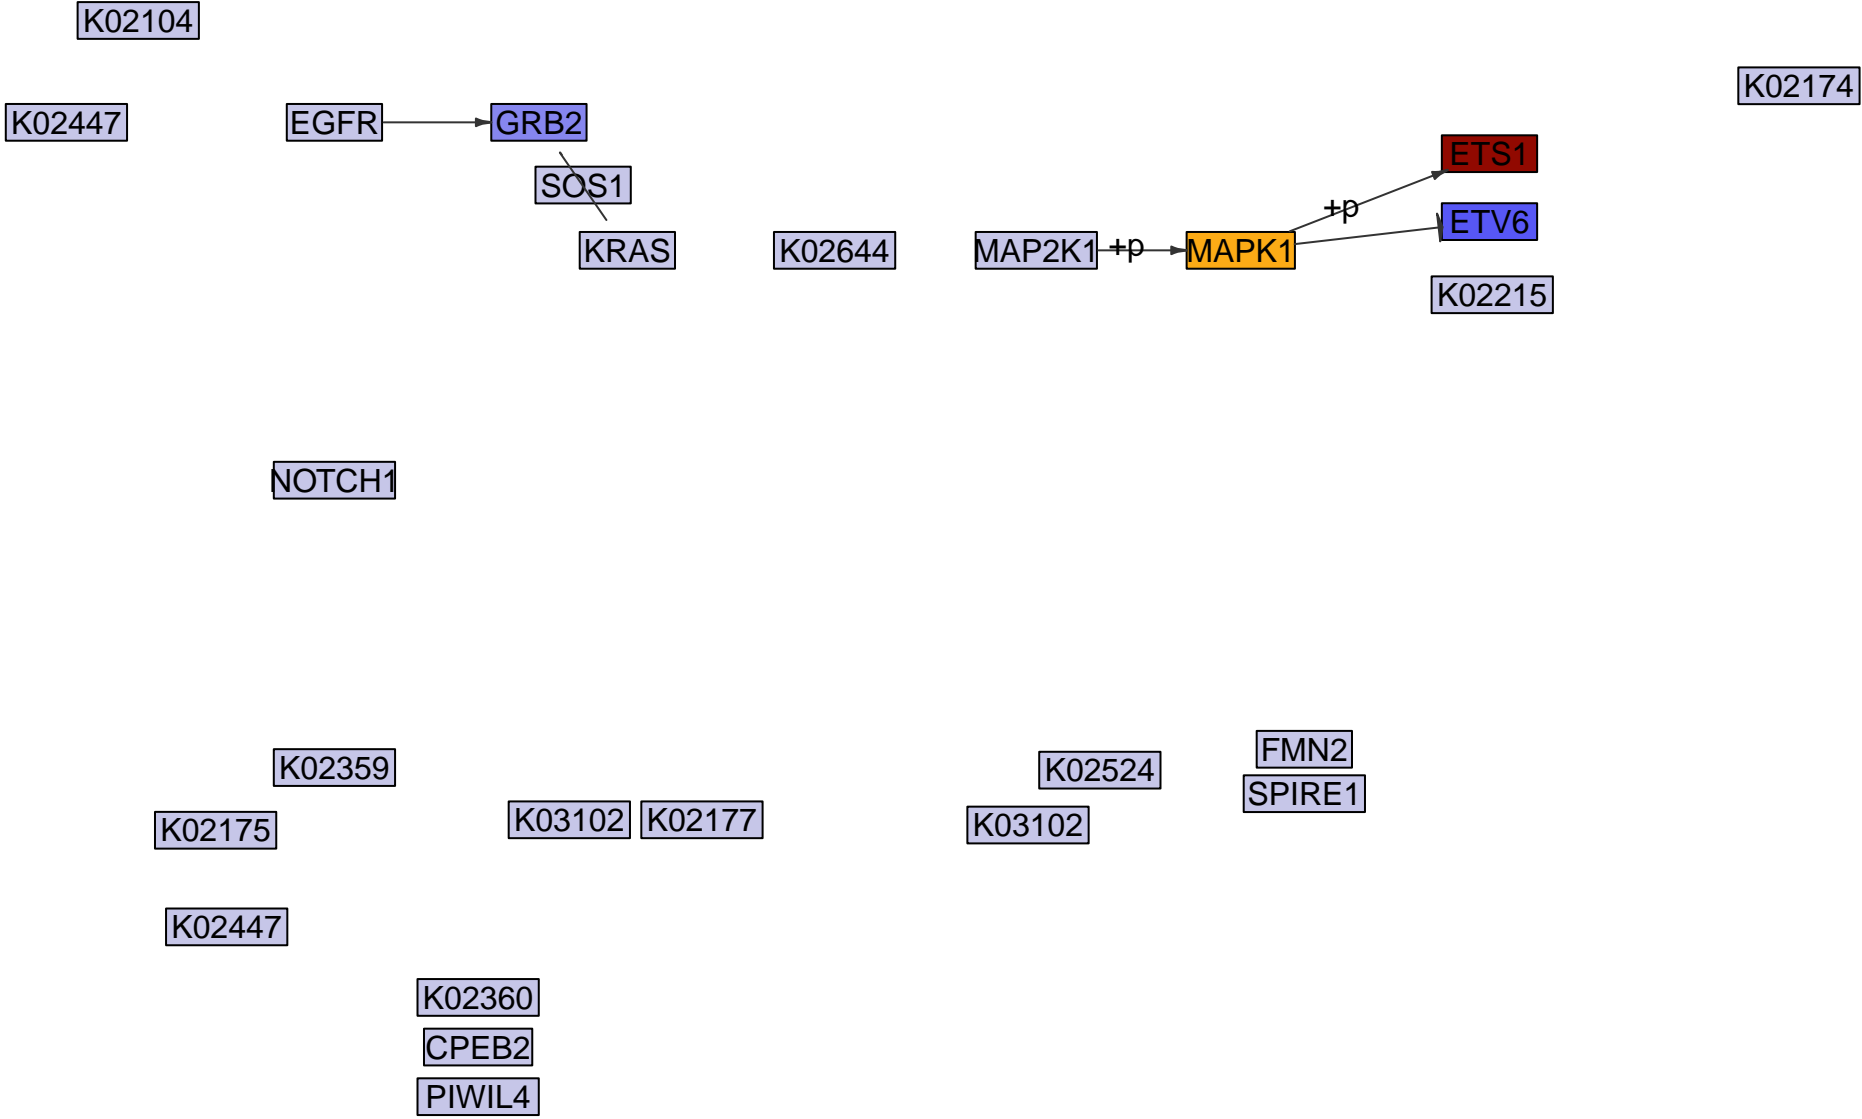 K02104
K02174
K02447
EGFR
GRB2
ETS1
SOS1
+p
ETV6
KRAS
K02644
MAP2K1
+p
MAPK1
K02215
NOTCH1
FMN2
K02359
K02524
SPIRE1
K02175
K03102
K02177
K03102
K02447
K02360
CPEB2
PIWIL4